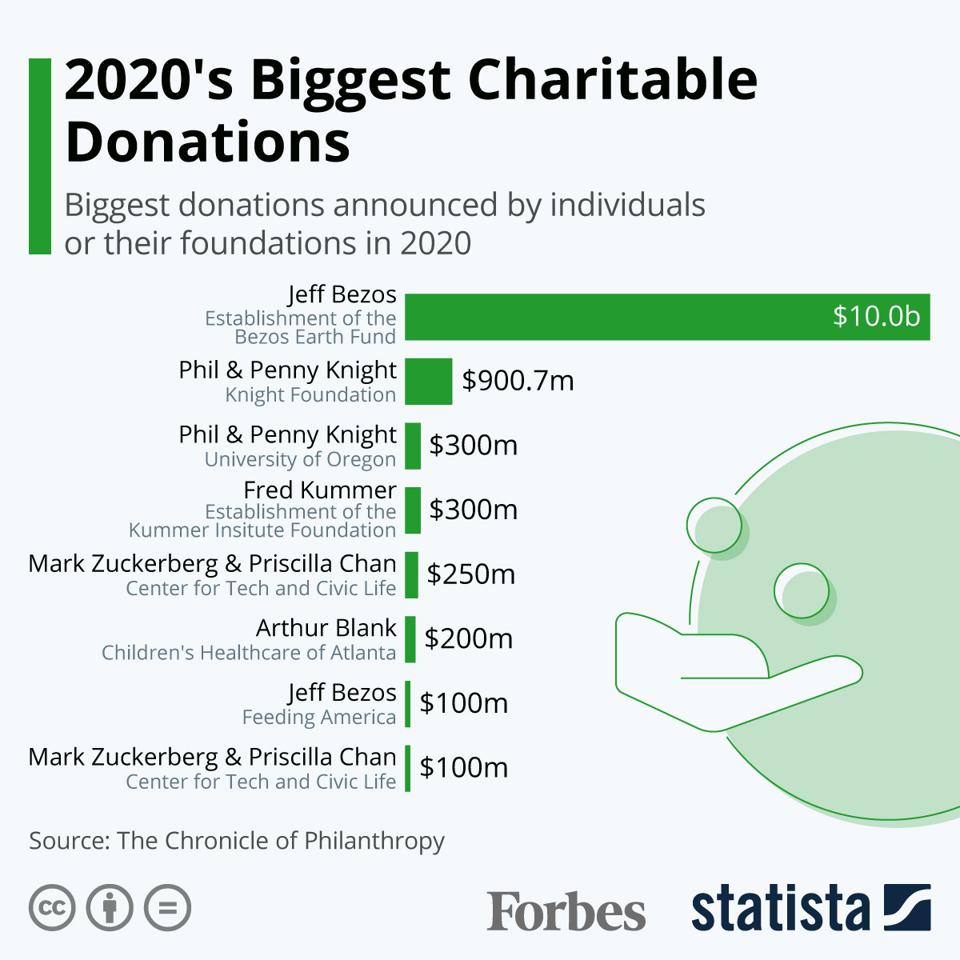 2020's Biggest Charitable
Donations
Biggest donations announced by individuals
or their foundations in 2020
Jeff Bezos
Establishment of the
Bezos Earth Fund
$10.0b
Phil & Penny Knight
Knight Foundation
$900.7m
Phil & Penny Knight
University of Oregon
$300m
Fred Kummer
Establishment of the
Kummer Insitute Foundation
$300m
Mark Zuckerberg & Priscilla Chan
Center for Tech and Civic Life
$250m
Arthur Blank
Children's Healthcare of Atlanta
$200m
Jeff Bezos
Feeding America
$100m
Mark Zuckerberg & Priscilla Chan
Center for Tech and Civic Life
$100m
Source: The Chronicle of Philanthropy
cc
Forbes
statista